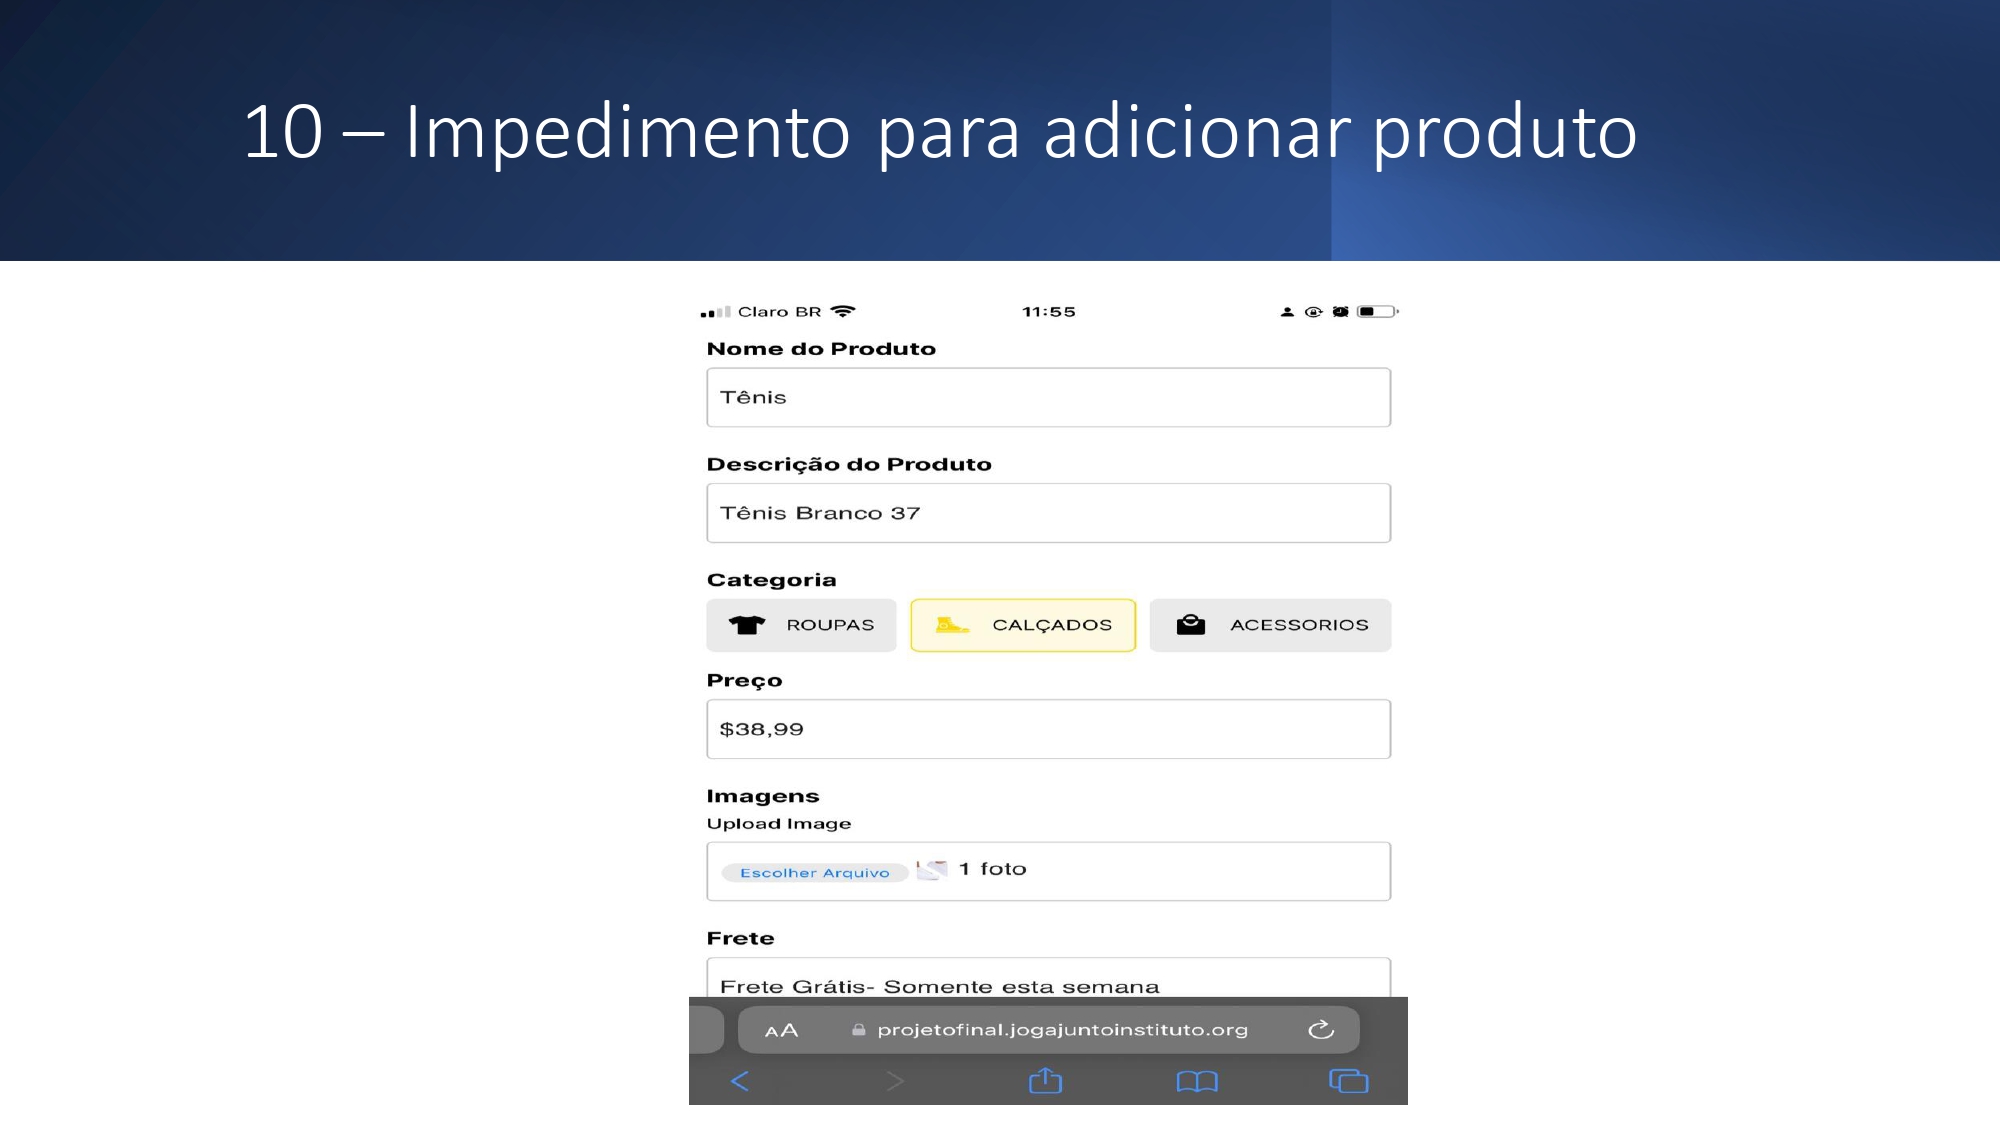 10 – Impedimento para adicionar produto
Claro BR 11:55
Nome do Produto
Tênis
Descrição do Produto
Tênis Branco 37
Categoria
ROUPAS CALÇADOS ACESSORIOS
Preço
$38,99
Imagens
Upload Image
Escolher Arquivo 1 foto
Frete
Frete Grátis- Somente esta semana
AA projetofinal.jogajuntoinstituto.org